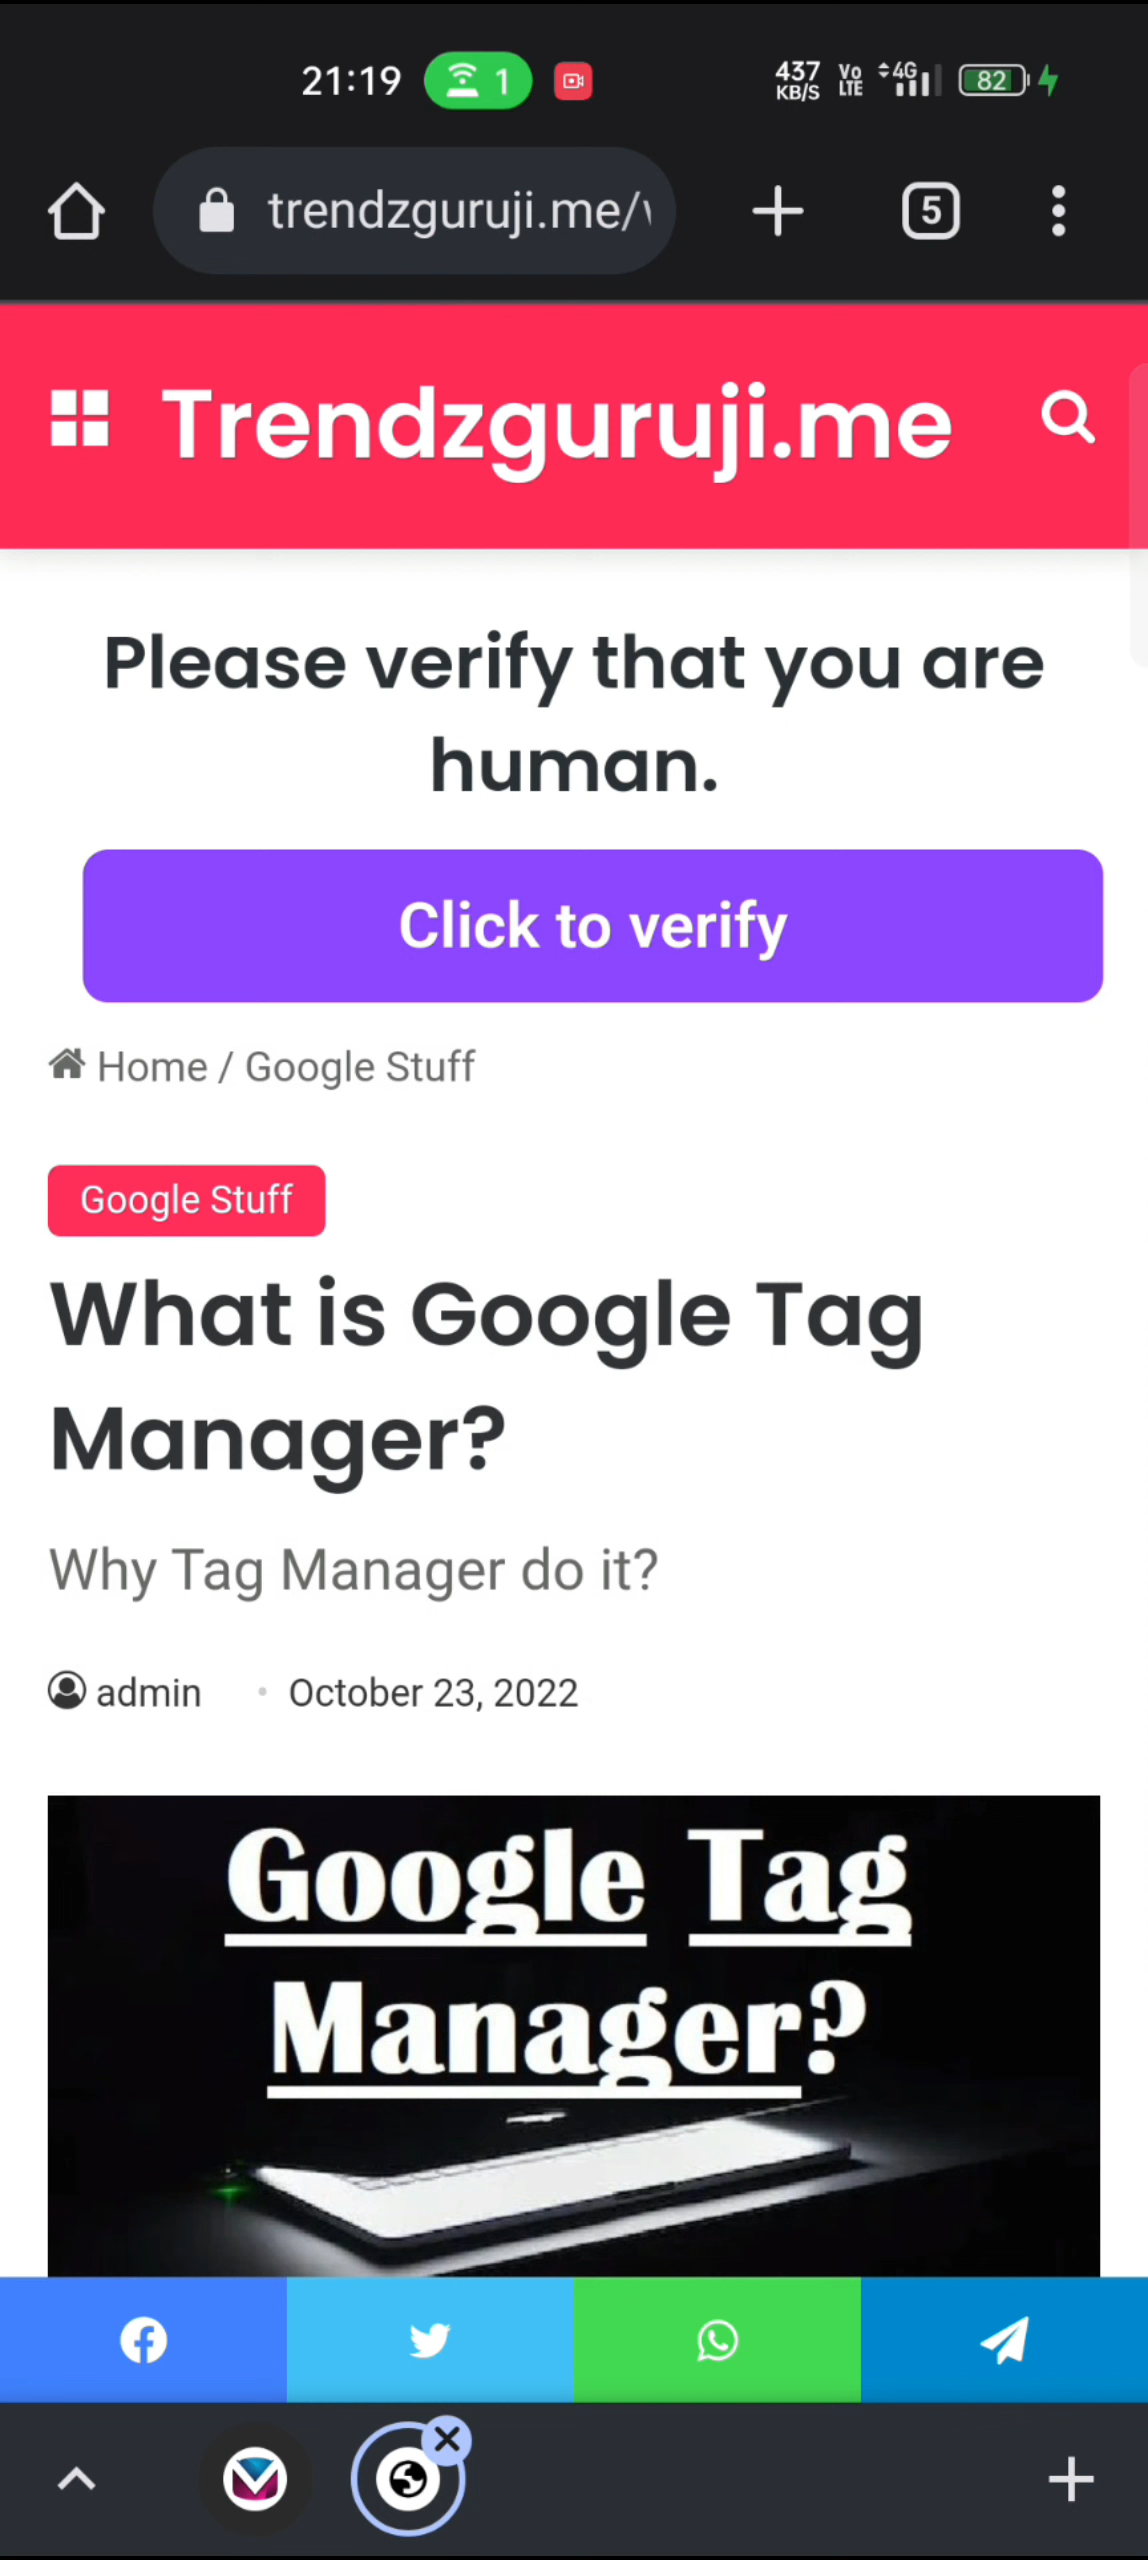 21:19 1 437 KB/S Vo LTE 4G 82
trendzguruji.me/
5
Trendzguruji.me
Please verify that you are
human.
Click to verify
Home / Google Stuff
Google Stuff
What is Google Tag
Manager?
Why Tag Manager do it?
admin • October 23, 2022
Google Tag
Manager?